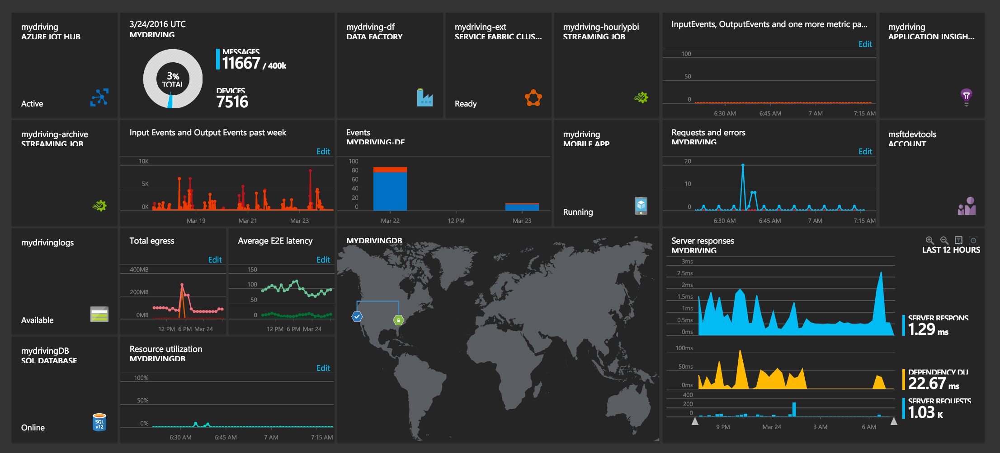 mydriving
AZURE IOT HUB
Active
3/24/2016 UTC
MYDRIVING
3%
TOTAL
MESSAGES
11667 / 400k
DEVICES
7516
mydriving-df
DATA FACTORY
mydriving-ext
SERVICE FABRIC CLUS...
Ready
mydriving-hourlypbi
STREAMING JOB
InputEvents, OutputEvents and one more metric pa...
Edit
100
50
0
6:30 AM 6:45 AM 7 AM 7:15 AM
mydriving
APPLICATION INSIGH...
mydriving-archive
STREAMING JOB
Input Events and Output Events past week
Edit
10K
5K
0K
Mar 19 Mar 21 Mar 23
Events
MYDRIVING-DF
100
80
60
40
20
0
Mar 22 12 PM Mar 23
mydriving
MOBILE APP
Running
Requests and errors
MYDRIVING
Edit
20
10
0
6:30 AM 6:45 AM 7 AM 7:15 AM
msftdevtools
ACCOUNT
mydrivinglogs
Available
Total egress
Edit
400MB
200MB
0MB
12 PM 6 PM Mar 24
Average E2E latency
Edit
150
100
50
0
12 PM 6 PM Mar 24
MYDRIVINGDB
Server responses
MYDRIVING
LAST 12 HOURS
3ms
2.5ms
2ms
1.5ms
1ms
0.5ms
0ms
SERVER RESPONS
1.29 ms
100ms
50ms
0ms
DEPENDENCY DU
22.67 ms
400
200
0
SERVER REQUESTS
1.03 K
9 PM Mar 24 3 AM 6 AM
mydrivingDB
SQL DATABASE
SQL
v12
Online
Resource utilization
MYDRIVINGDB
Edit
100%
50%
0%
6:30 AM 6:45 AM 7 AM 7:15 AM